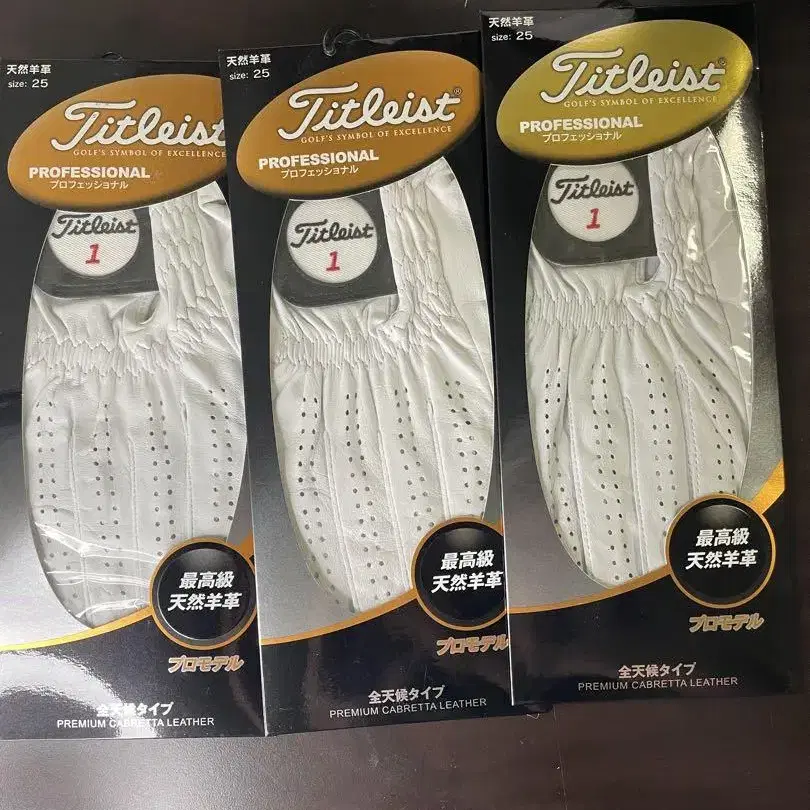 天然羊革
size: 25
Titleist
GOLF'S SYMBOL OF EXCELLENCE
PROFESSIONAL
プロフェッショナル
Titleist
1
最高級
天然羊革
プロモデル
全天候タイプ
PREMIUM CABRETTA LEATHER
天然羊革
size: 25
Titleist®
GOLF'S SYMBOL OF EXCELLENCE
PROFESSIONAL
プロフェッショナル
Titleist
1
最高級
天然羊革
プロモデル
全天候タイプ
PREMIUM CABRETTA LEATHER
天然羊革
size: 25
Titleist®
GOLF'S SYMBOL OF EXCELLENCE
PROFESSIONAL
プロフェッショナル
Titleist
1
最高級
天然羊革
プロモデル
全天候タイプ
PREMIUM CABRETTA LEATHER